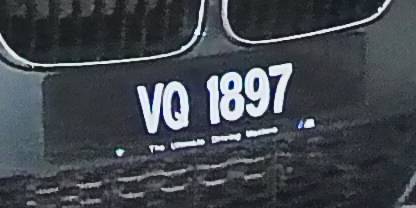 VQ 1897
The Ultimate Driving Machine